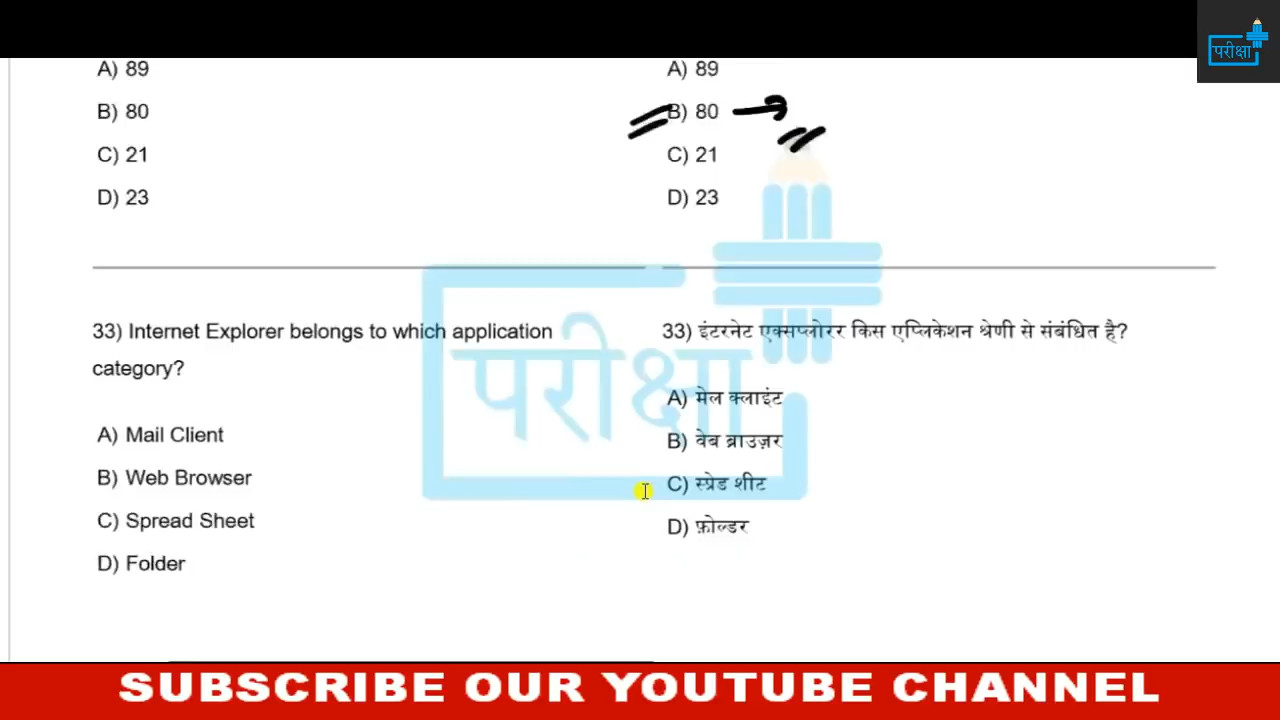 परीक्षा
A) 89
B) 80
C) 21
D) 23
A) 89
B) 80
C) 21
D) 23
33) Internet Explorer belongs to which application
category?
A) Mail Client
B) Web Browser
C) Spread Sheet
D) Folder
33) इंटरनेट एक्सप्लोरर किस एप्लिकेशन श्रेणी से संबंधित है?
A) मेल क्लाइंट
B) वेब ब्राउज़र
C) स्प्रेड शीट
D) फ़ोल्डर
परीक्षा
SUBSCRIBE OUR YOUTUBE CHANNEL